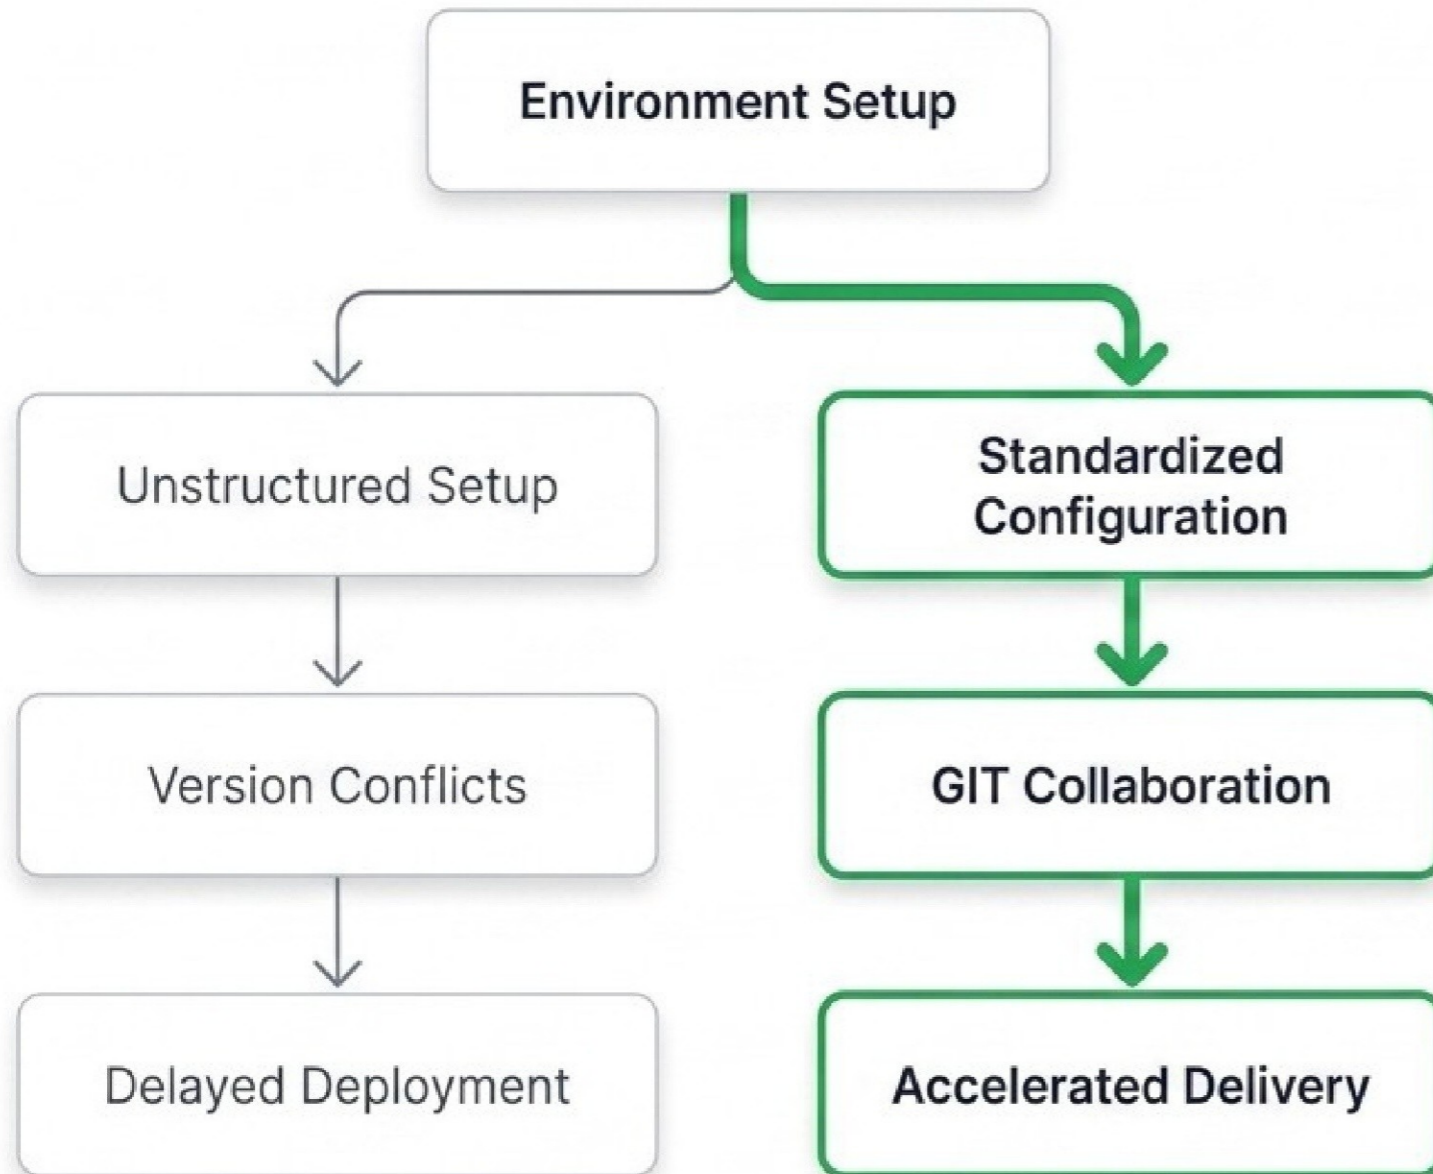 Environment Setup
Unstructured Setup
Standardized
Configuration
Version Conflicts
GIT Collaboration
Delayed Deployment
Accelerated Delivery